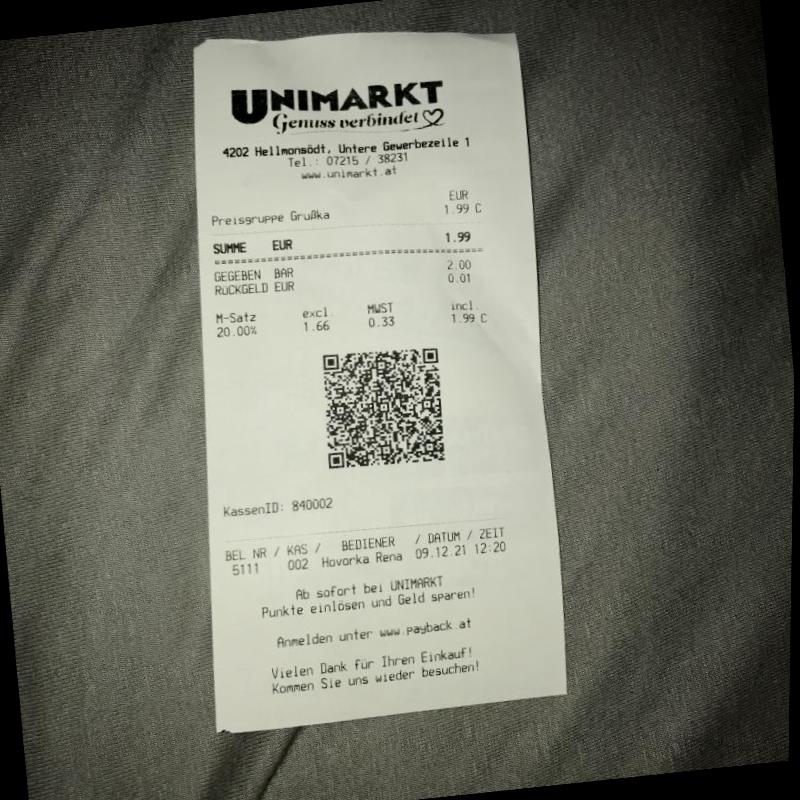 UNIMARKT
Genuss verbindet
4202 Hellmonsödt, Untere Gewerbezeile 1
Tel.: 07215 / 38231
www.unimarkt.at
EUR
Preisgruppe Grußka 1.99 C
SUMME EUR 1.99
GEGEBEN BAR 2.00
RÜCKGELD EUR 0.01
M-Satz excl. MWST incl.
20.00% 1.66 0.33 1.99 C
KassenID: 840002
BEL NR / KAS / BEDIENER / DATUM / ZEIT
5111 002 Hovorka Rena 09.12.21 12:20
Ab sofort bei UNIMARKT
Punkte einlösen und Geld sparen!
Anmelden unter www.payback.at
Vielen Dank für Ihren Einkauf!
Kommen Sie uns wieder besuchen!